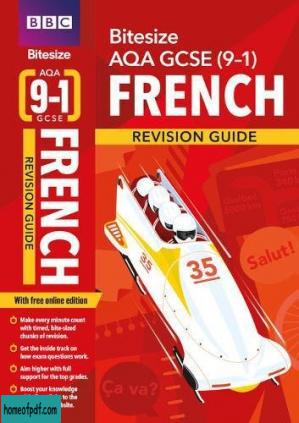 BBC
Bitesize
AQA
9-1
GCSE
FRENCH
REVISION GUIDE
With free online edition
Make every minute count
with timed, bite-sized
chunks of revision.
Get the inside track on
how exam questions work.
Aim higher with full
support for the top grades.
Boost your knowledge
to the
homeofpdf.com
Bitesize
AQA GCSE (9-1)
FRENCH
REVISION GUIDE
35
35
Salut!
Ça va?